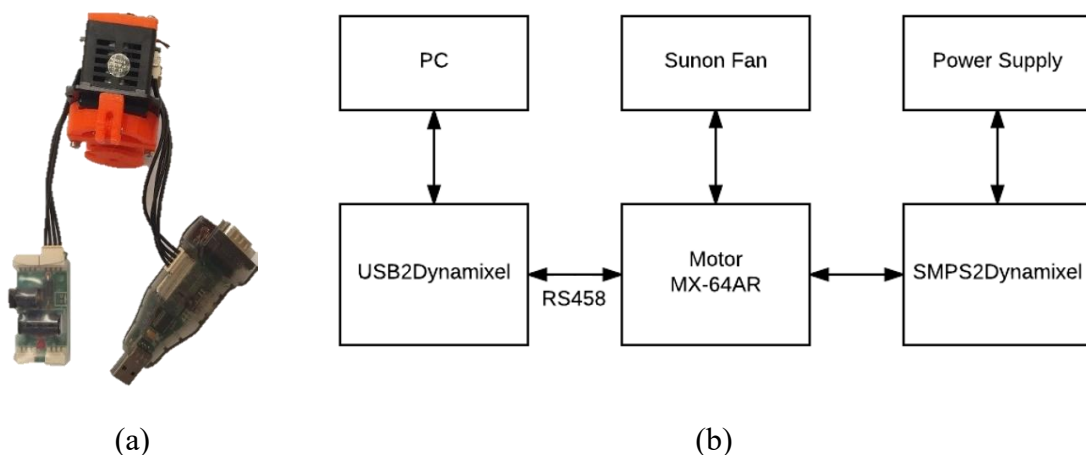 PC
Sunon Fan
Power Supply
USB2Dynamixel
RS458
Motor
MX-64AR
SMPS2Dynamixel
(a)
(b)